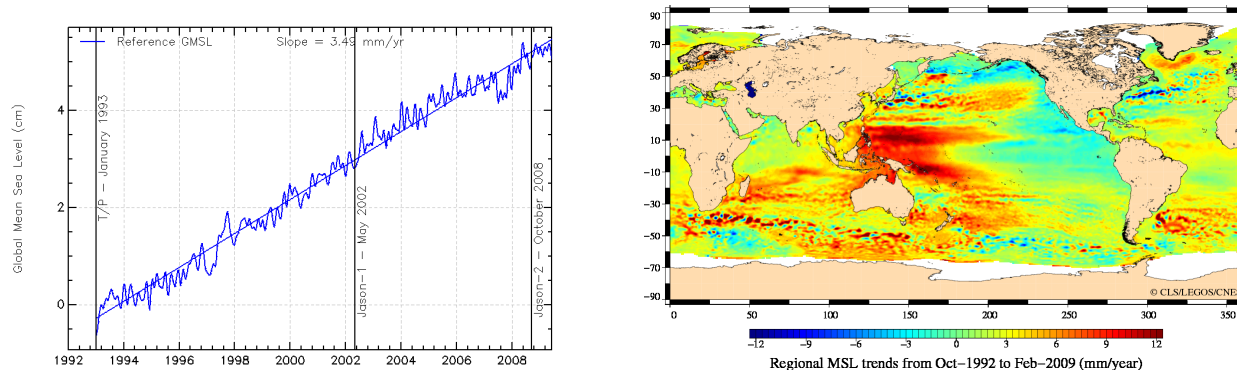 Reference GMSL Slope = 3.49 mm/yr
Global Mean Sea Level (cm)
4
2
0
T/P - January 1993
Jason-1 - May 2002
Jason-2 - October 2008
1992 1994 1996 1998 2000 2002 2004 2006 2008
90
70
50
30
10
−10
−30
−50
−70
−90
© CLS/LEGOS/CNE
0 50 100 150 200 250 300 350
−12 −9 −6 −3 0 3 6 9 12
Regional MSL trends from Oct−1992 to Feb−2009 (mm/year)